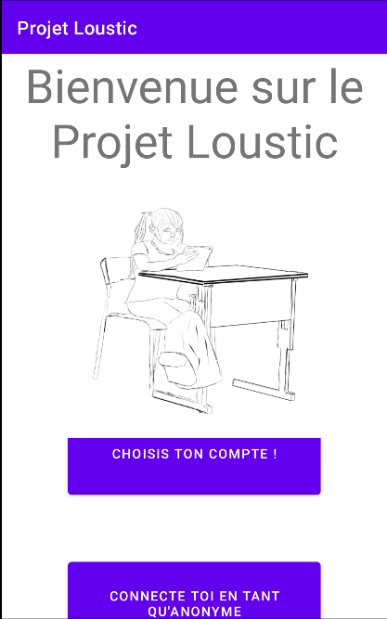 Projet Loustic
Bienvenue sur le
Projet Loustic
CHOISIS TON COMPTE !
CONNECTE TOI EN TANT
QU'ANONYME